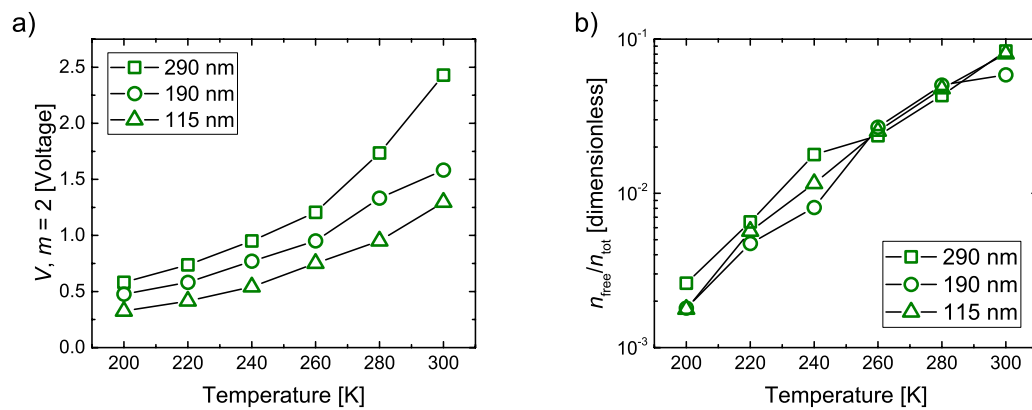 a)
V, m = 2 [Voltage]
2.5
2.0
1.5
1.0
0.5
0.0
290 nm
190 nm
115 nm
200 220 240 260 280 300
Temperature [K]
b)
n_free/n_tot [dimensionless]
10^-1
10^-2
10^-3
290 nm
190 nm
115 nm
200 220 240 260 280 300
Temperature [K]